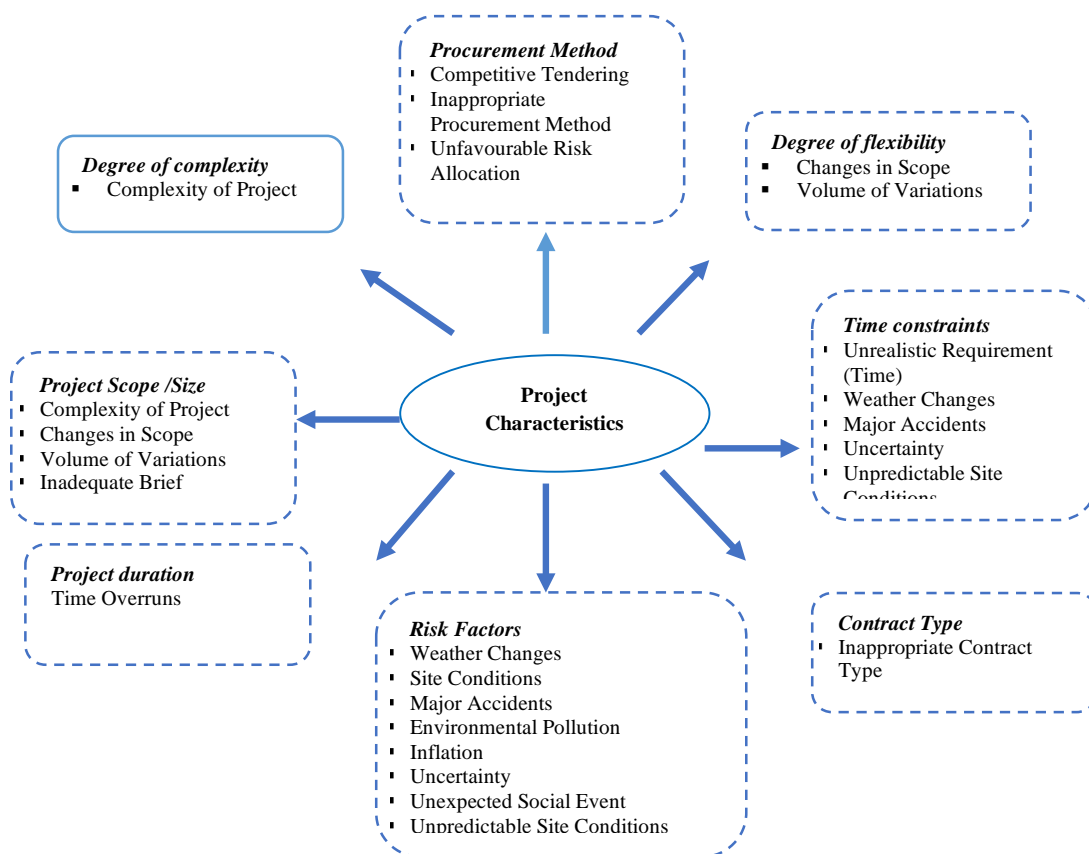 Procurement Method
▪ Competitive Tendering
▪ Inappropriate
Procurement Method
▪ Unfavourable Risk
Allocation
Degree of complexity
▪ Complexity of Project
Degree of flexibility
▪ Changes in Scope
▪ Volume of Variations
Project Scope /Size
▪ Complexity of Project
▪ Changes in Scope
▪ Volume of Variations
▪ Inadequate Brief
Project
Characteristics
Time constraints
▪ Unrealistic Requirement
(Time)
▪ Weather Changes
▪ Major Accidents
▪ Uncertainty
▪ Unpredictable Site
Conditions
Project duration
Time Overruns
Risk Factors
▪ Weather Changes
▪ Site Conditions
▪ Major Accidents
▪ Environmental Pollution
▪ Inflation
▪ Uncertainty
▪ Unexpected Social Event
▪ Unpredictable Site Conditions
Contract Type
▪ Inappropriate Contract
Type